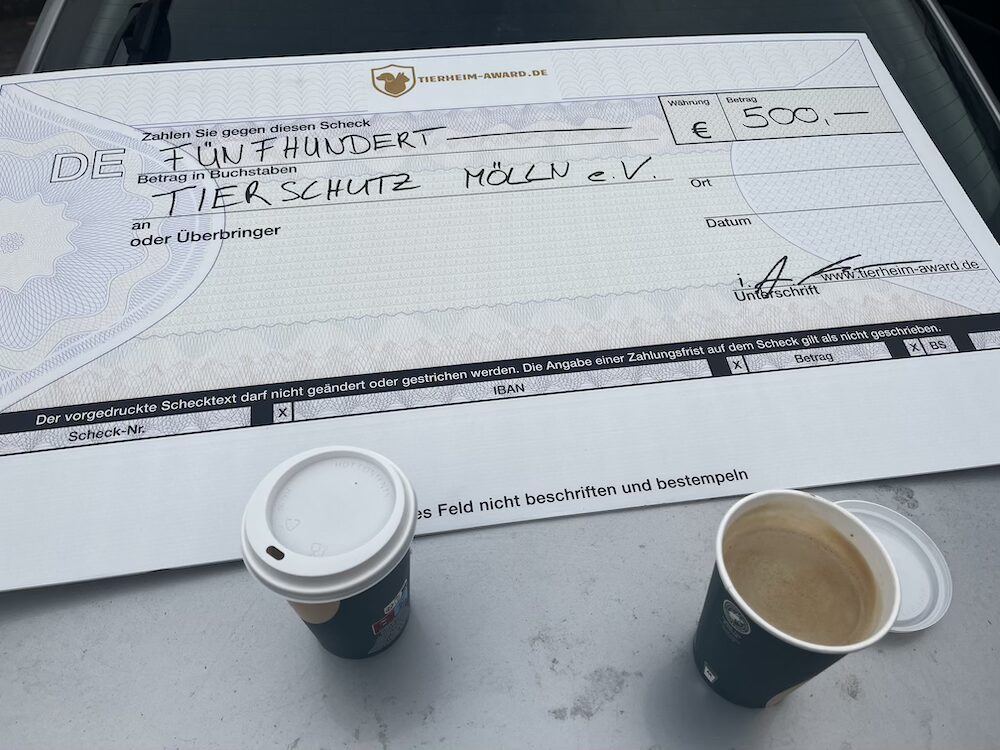 TIERHEIM-AWARD.DE
Zahlen Sie gegen diesen Scheck
Währung
Betrag
DE
FÜNFHUNDERT
€
500,—
Betrag in Buchstaben
TIERSCHUTZ MÖLLN e.V.
an
oder Überbringer
Ort
Datum
i.A.
www.tierheim-award.de
Unterschrift
Der vorgedruckte Schecktext darf nicht geändert oder gestrichen werden. Die Angabe einer Zahlungsfrist auf dem Scheck gilt als nicht geschrieben.
Scheck-Nr.
X
IBAN
X
Betrag
X
BS
es Feld nicht beschriften und bestempeln